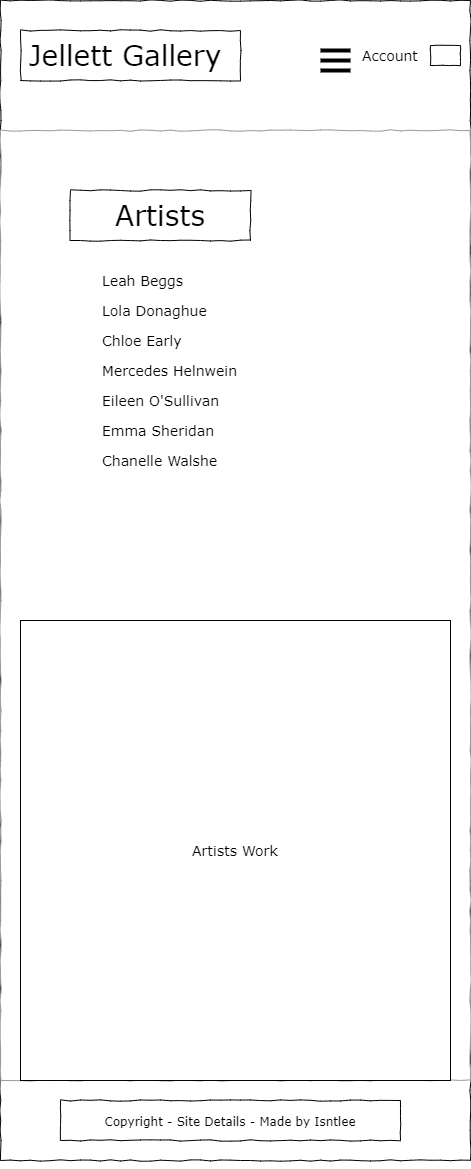 Jellett Gallery
Account
Artists
Leah Beggs
Lola Donaghue
Chloe Early
Mercedes Helnwein
Eileen O'Sullivan
Emma Sheridan
Chanelle Walshe
Artists Work
Copyright - Site Details - Made by Isntlee